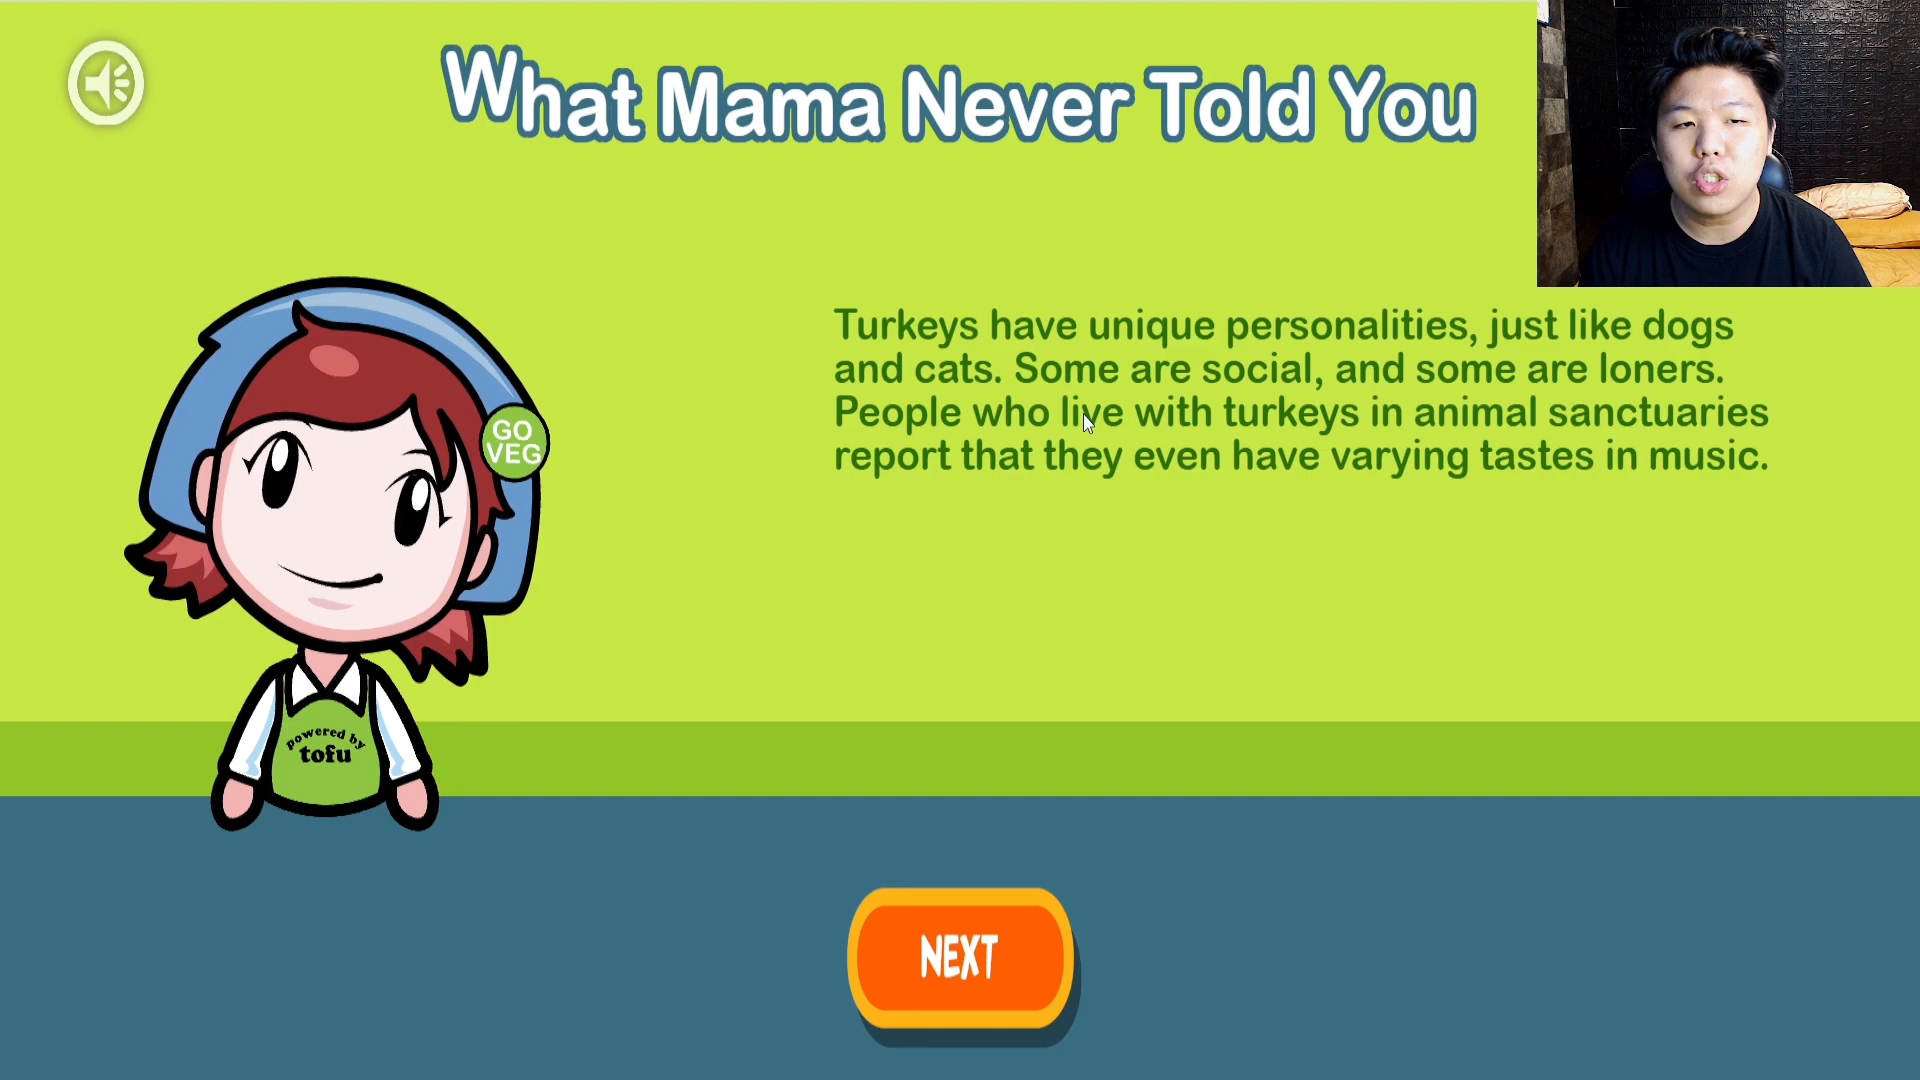 What Mama Never Told You
Turkeys have unique personalities, just like dogs
and cats. Some are social, and some are loners.
People who live with turkeys in animal sanctuaries
report that they even have varying tastes in music.
GO
VEG
powered by
tofu
NEXT